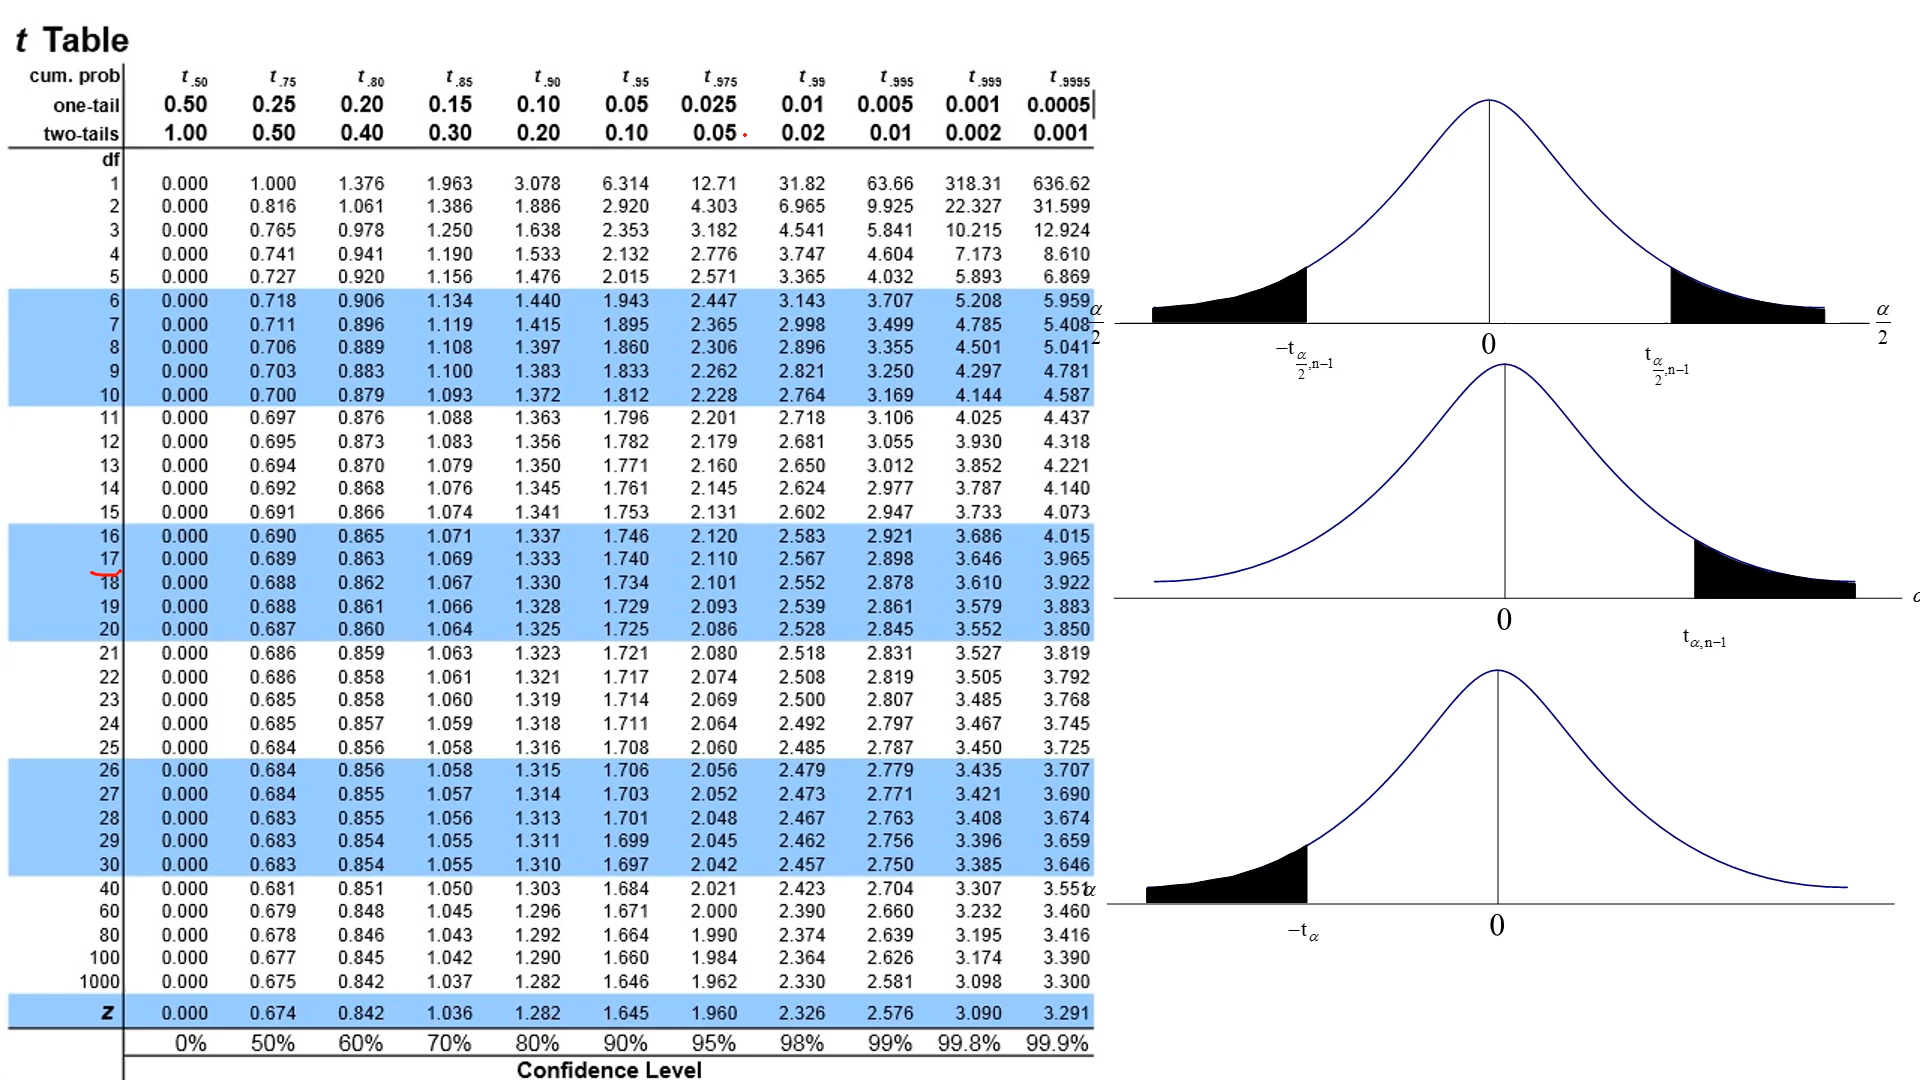 t Table
cum. prob t.50 t.75 t.80 t.85 t.90 t.95 t.975 t.99 t.995 t.999 t.9995
one-tail 0.50 0.25 0.20 0.15 0.10 0.05 0.025 0.01 0.005 0.001 0.0005
two-tails 1.00 0.50 0.40 0.30 0.20 0.10 0.05 0.02 0.01 0.002 0.001
df
1 0.000 1.000 1.376 1.963 3.078 6.314 12.71 31.82 63.66 318.31 636.62
2 0.000 0.816 1.061 1.386 1.886 2.920 4.303 6.965 9.925 22.327 31.599
3 0.000 0.765 0.978 1.250 1.638 2.353 3.182 4.541 5.841 10.215 12.924
4 0.000 0.741 0.941 1.190 1.533 2.132 2.776 3.747 4.604 7.173 8.610
5 0.000 0.727 0.920 1.156 1.476 2.015 2.571 3.365 4.032 5.893 6.869
6 0.000 0.718 0.906 1.134 1.440 1.943 2.447 3.143 3.707 5.208 5.959
7 0.000 0.711 0.896 1.119 1.415 1.895 2.365 2.998 3.499 4.785 5.408
8 0.000 0.706 0.889 1.108 1.397 1.860 2.306 2.896 3.355 4.501 5.041
9 0.000 0.703 0.883 1.100 1.383 1.833 2.262 2.821 3.250 4.297 4.781
10 0.000 0.700 0.879 1.093 1.372 1.812 2.228 2.764 3.169 4.144 4.587
11 0.000 0.697 0.876 1.088 1.363 1.796 2.201 2.718 3.106 4.025 4.437
12 0.000 0.695 0.873 1.083 1.356 1.782 2.179 2.681 3.055 3.930 4.318
13 0.000 0.694 0.870 1.079 1.350 1.771 2.160 2.650 3.012 3.852 4.221
14 0.000 0.692 0.868 1.076 1.345 1.761 2.145 2.624 2.977 3.787 4.140
15 0.000 0.691 0.866 1.074 1.341 1.753 2.131 2.602 2.947 3.733 4.073
16 0.000 0.690 0.865 1.071 1.337 1.746 2.120 2.583 2.921 3.686 4.015
17 0.000 0.689 0.863 1.069 1.333 1.740 2.110 2.567 2.898 3.646 3.965
18 0.000 0.688 0.862 1.067 1.330 1.734 2.101 2.552 2.878 3.610 3.922
19 0.000 0.688 0.861 1.066 1.328 1.729 2.093 2.539 2.861 3.579 3.883
20 0.000 0.687 0.860 1.064 1.325 1.725 2.086 2.528 2.845 3.552 3.850
21 0.000 0.686 0.859 1.063 1.323 1.721 2.080 2.518 2.831 3.527 3.819
22 0.000 0.686 0.858 1.061 1.321 1.717 2.074 2.508 2.819 3.505 3.792
23 0.000 0.685 0.858 1.060 1.319 1.714 2.069 2.500 2.807 3.485 3.768
24 0.000 0.685 0.857 1.059 1.318 1.711 2.064 2.492 2.797 3.467 3.745
25 0.000 0.684 0.856 1.058 1.316 1.708 2.060 2.485 2.787 3.450 3.725
26 0.000 0.684 0.856 1.058 1.315 1.706 2.056 2.479 2.779 3.435 3.707
27 0.000 0.684 0.855 1.057 1.314 1.703 2.052 2.473 2.771 3.421 3.690
28 0.000 0.683 0.855 1.056 1.313 1.701 2.048 2.467 2.763 3.408 3.674
29 0.000 0.683 0.854 1.055 1.311 1.699 2.045 2.462 2.756 3.396 3.659
30 0.000 0.683 0.854 1.055 1.310 1.697 2.042 2.457 2.750 3.385 3.646
40 0.000 0.681 0.851 1.050 1.303 1.684 2.021 2.423 2.704 3.307 3.551
60 0.000 0.679 0.848 1.045 1.296 1.671 2.000 2.390 2.660 3.232 3.460
80 0.000 0.678 0.846 1.043 1.292 1.664 1.990 2.374 2.639 3.195 3.416
100 0.000 0.677 0.845 1.042 1.290 1.660 1.984 2.364 2.626 3.174 3.390
1000 0.000 0.675 0.842 1.037 1.282 1.646 1.962 2.330 2.581 3.098 3.300
z 0.000 0.674 0.842 1.036 1.282 1.645 1.960 2.326 2.576 3.090 3.291
0% 50% 60% 70% 80% 90% 95% 98% 99% 99.8% 99.9%
Confidence Level
α/2 α/2
−t α/2,n−1 0 t α/2,n−1
0
t α,n−1
α
−t α 0